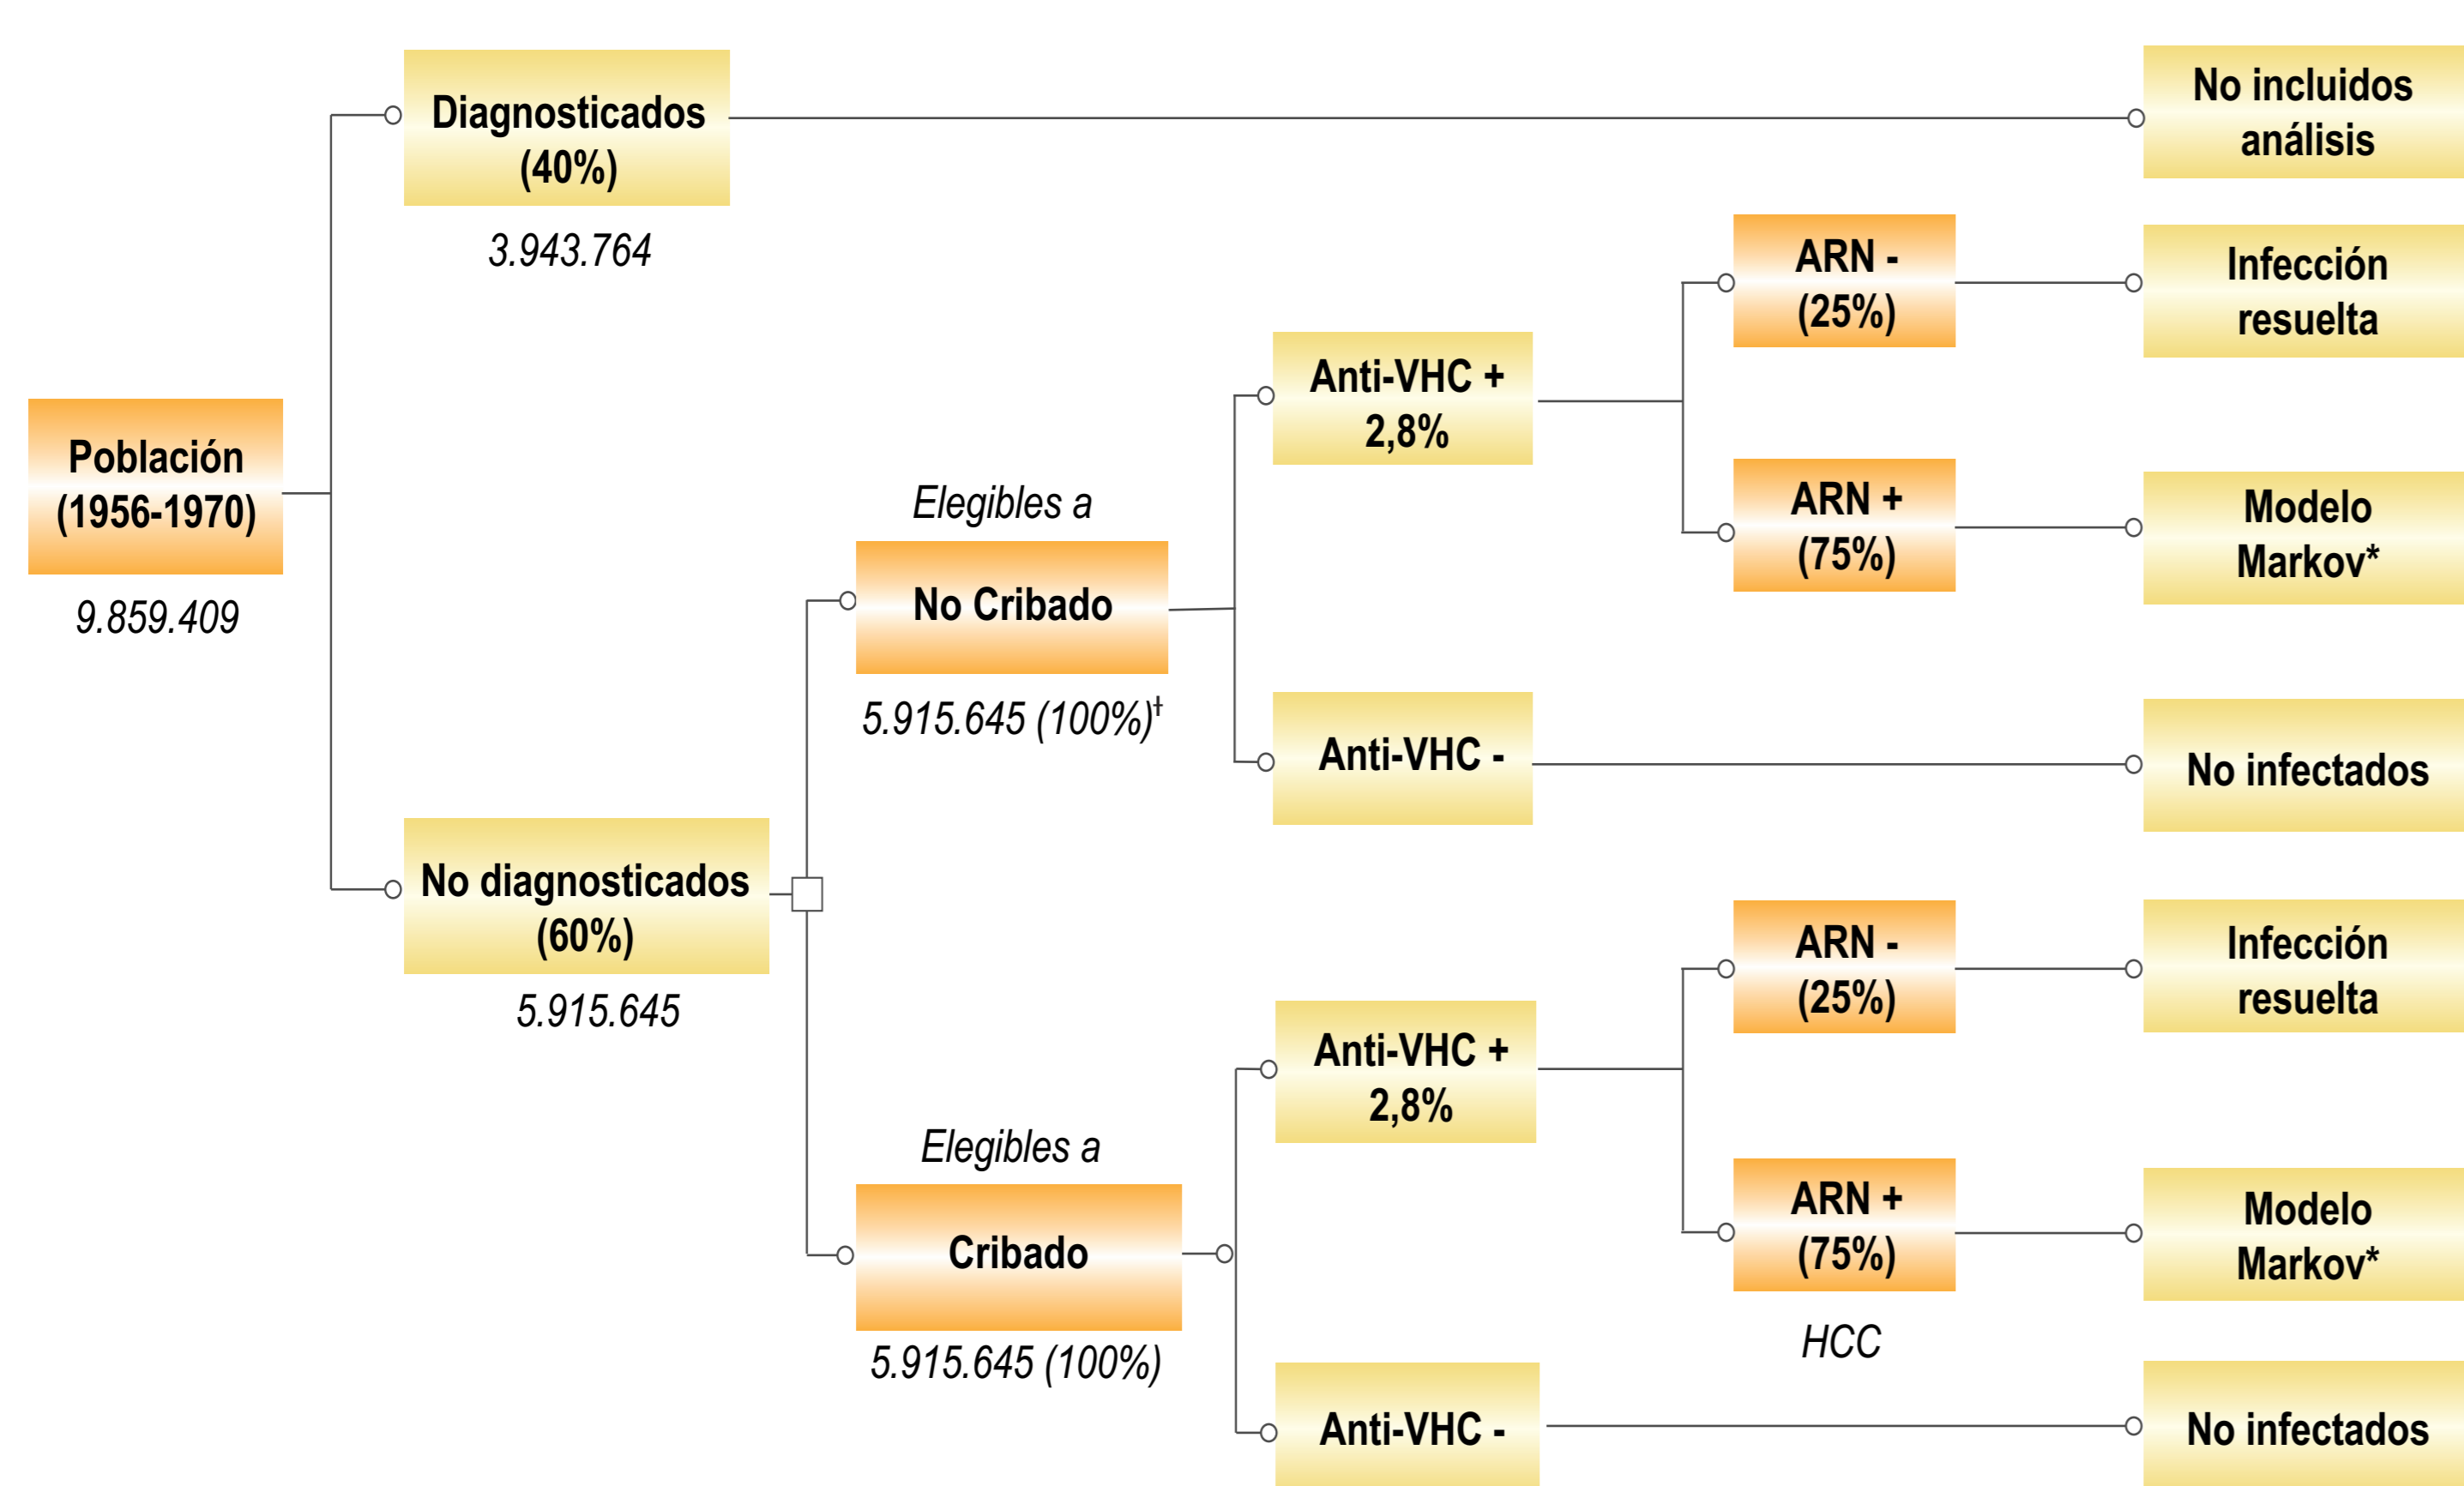 Población
(1956-1970)
9.859.409
Diagnosticados
(40%)
3.943.764
No incluidos
análisis
No diagnosticados
(60%)
5.915.645
Elegibles a
No Cribado
5.915.645 (100%)†
Anti-VHC +
2,8%
ARN -
(25%)
Infección
resuelta
ARN +
(75%)
Modelo
Markov*
Anti-VHC -
No infectados
Elegibles a
Cribado
5.915.645 (100%)
Anti-VHC +
2,8%
ARN -
(25%)
Infección
resuelta
ARN +
(75%)
HCC
Modelo
Markov*
Anti-VHC -
No infectados